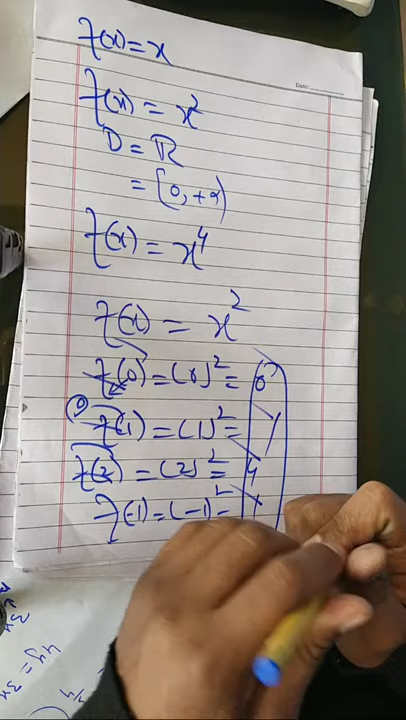 f(x) = x
Date:
f(x) = x²
D = ℝ
= [0, +∝)
f(x) = x⁴
f(x) = x²
f(0) = (0)² = 0
f(1) = (1)² = 1
f(2) = (2)² = 4
f(-1) = (-1)² = 1